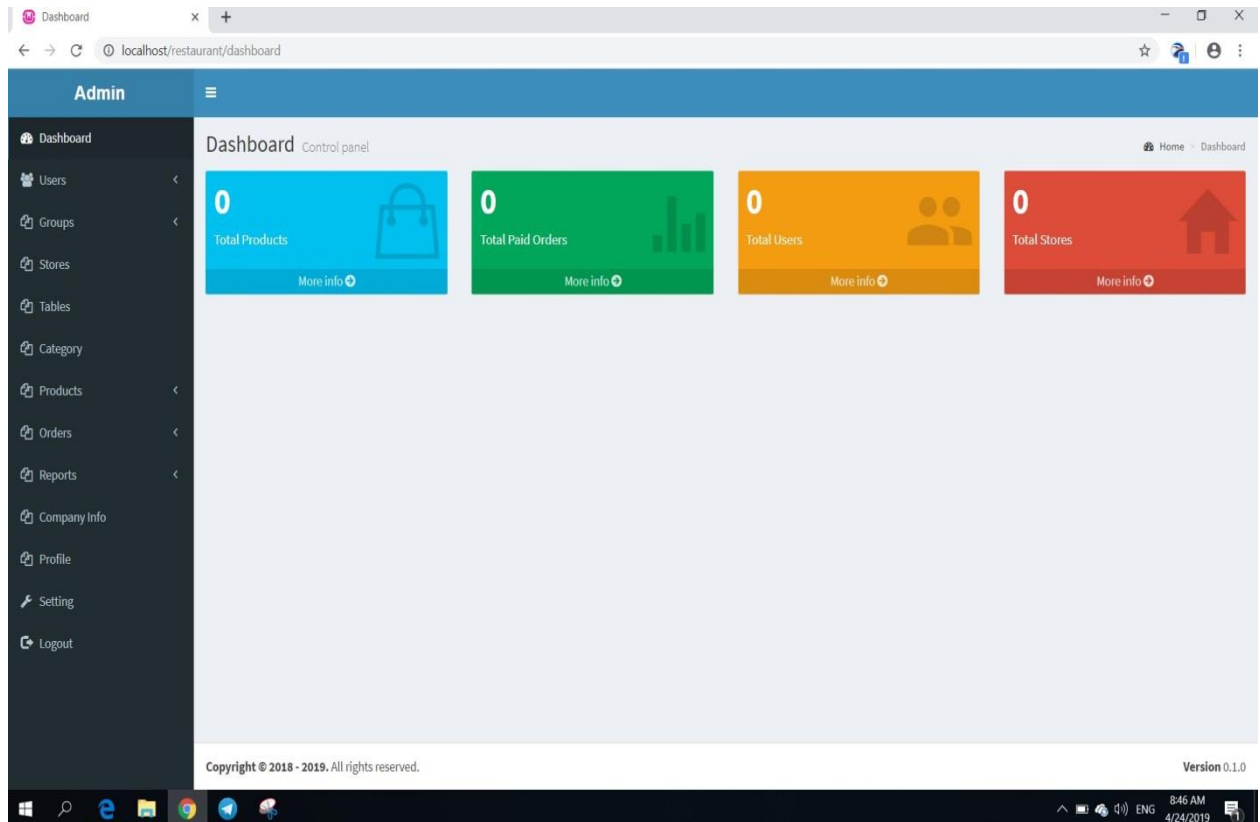 Dashboard
localhost/restaurant/dashboard
Admin
Dashboard
Users
Groups
Stores
Tables
Category
Products
Orders
Reports
Company Info
Profile
Setting
Logout
Dashboard Control panel
Home > Dashboard
0
Total Products
More info
0
Total Paid Orders
More info
0
Total Users
More info
0
Total Stores
More info
Copyright © 2018 - 2019. All rights reserved.
Version 0.1.0
ENG
8:46 AM
4/24/2019
1